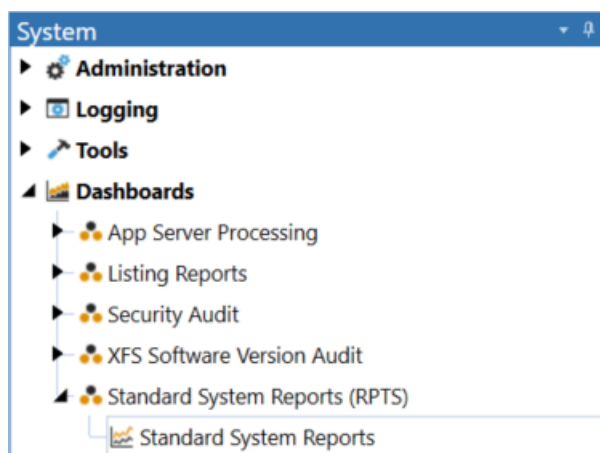 System
Administration
Logging
Tools
Dashboards
App Server Processing
Listing Reports
Security Audit
XFS Software Version Audit
Standard System Reports (RPTS)
Standard System Reports